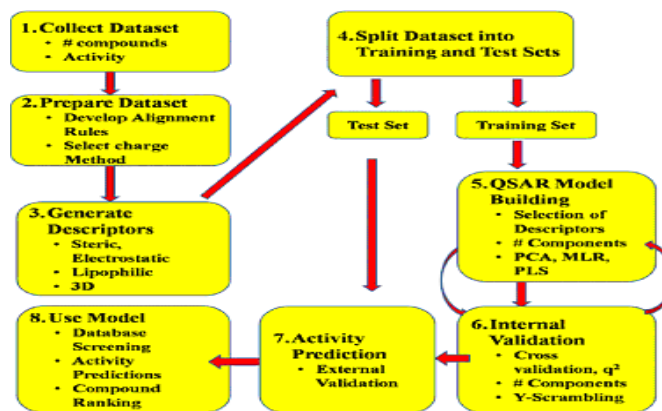 1. Collect Dataset
• # compounds
• Activity
2. Prepare Dataset
• Develop Alignment
Rules
• Select charge
Method
3. Generate
Descriptors
• Steric,
Electrostatic
• Lipophilic
• 3D
4. Split Dataset into
Training and Test Sets
Test Set
Training Set
5. QSAR Model
Building
• Selection of
Descriptors
• # Components
• PCA, MLR,
PLS
6. Internal
Validation
• Cross
validation, q²
• # Components
• Y-Scrambling
7. Activity
Prediction
• External
Validation
8. Use Model
• Database
Screening
• Activity
Predictions
• Compound
Ranking